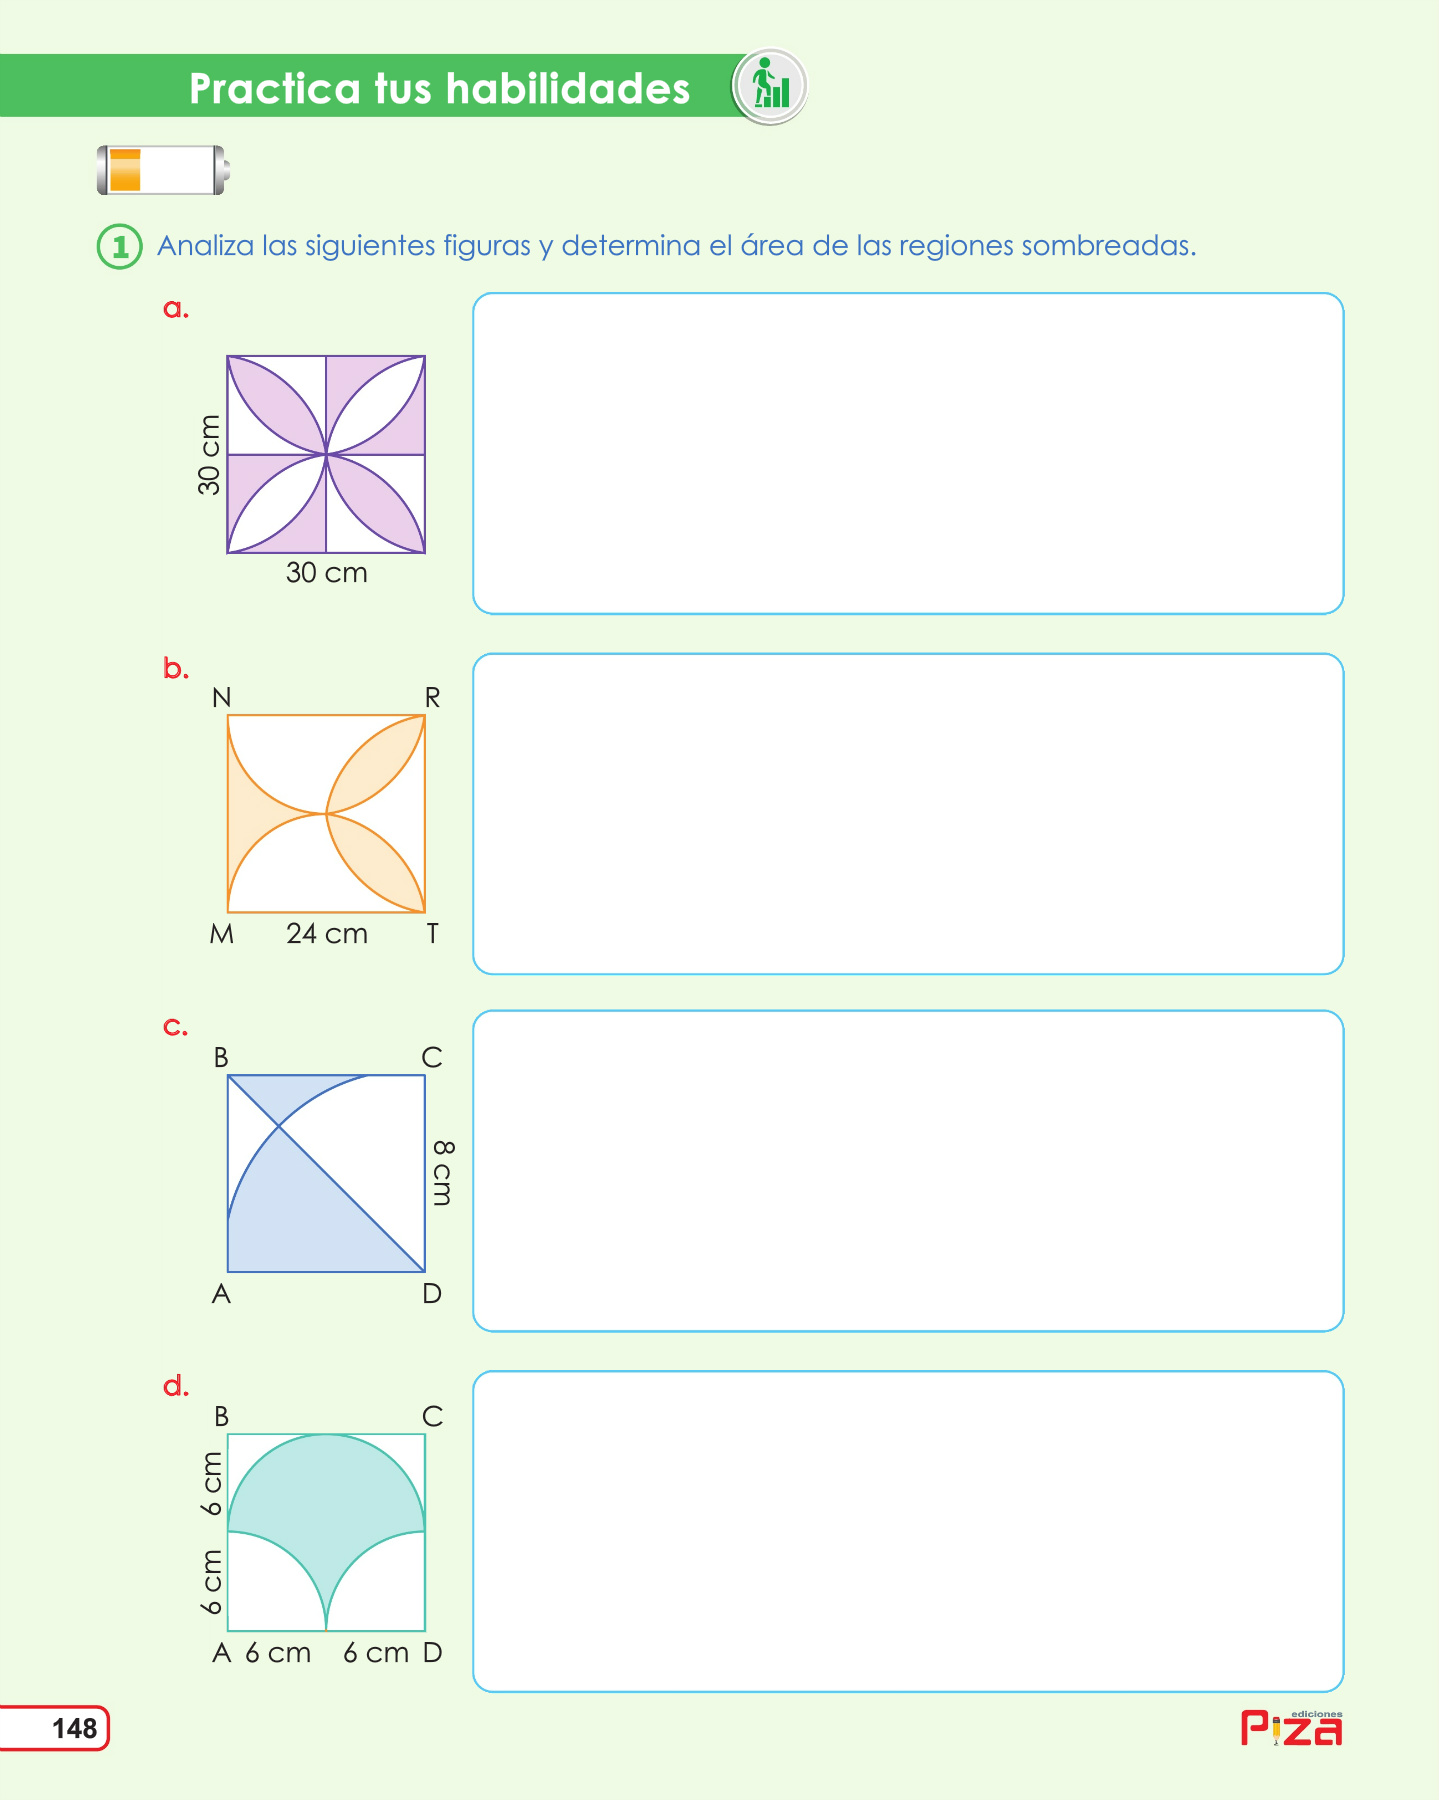 Practica tus habilidades
1 Analiza las siguientes figuras y determina el área de las regiones sombreadas.
a.
30 cm
30 cm
b.
N R
M 24 cm T
c.
B C
8 cm
A D
d.
B C
6 cm
6 cm
A 6 cm 6 cm D
148
ediciones
Piza